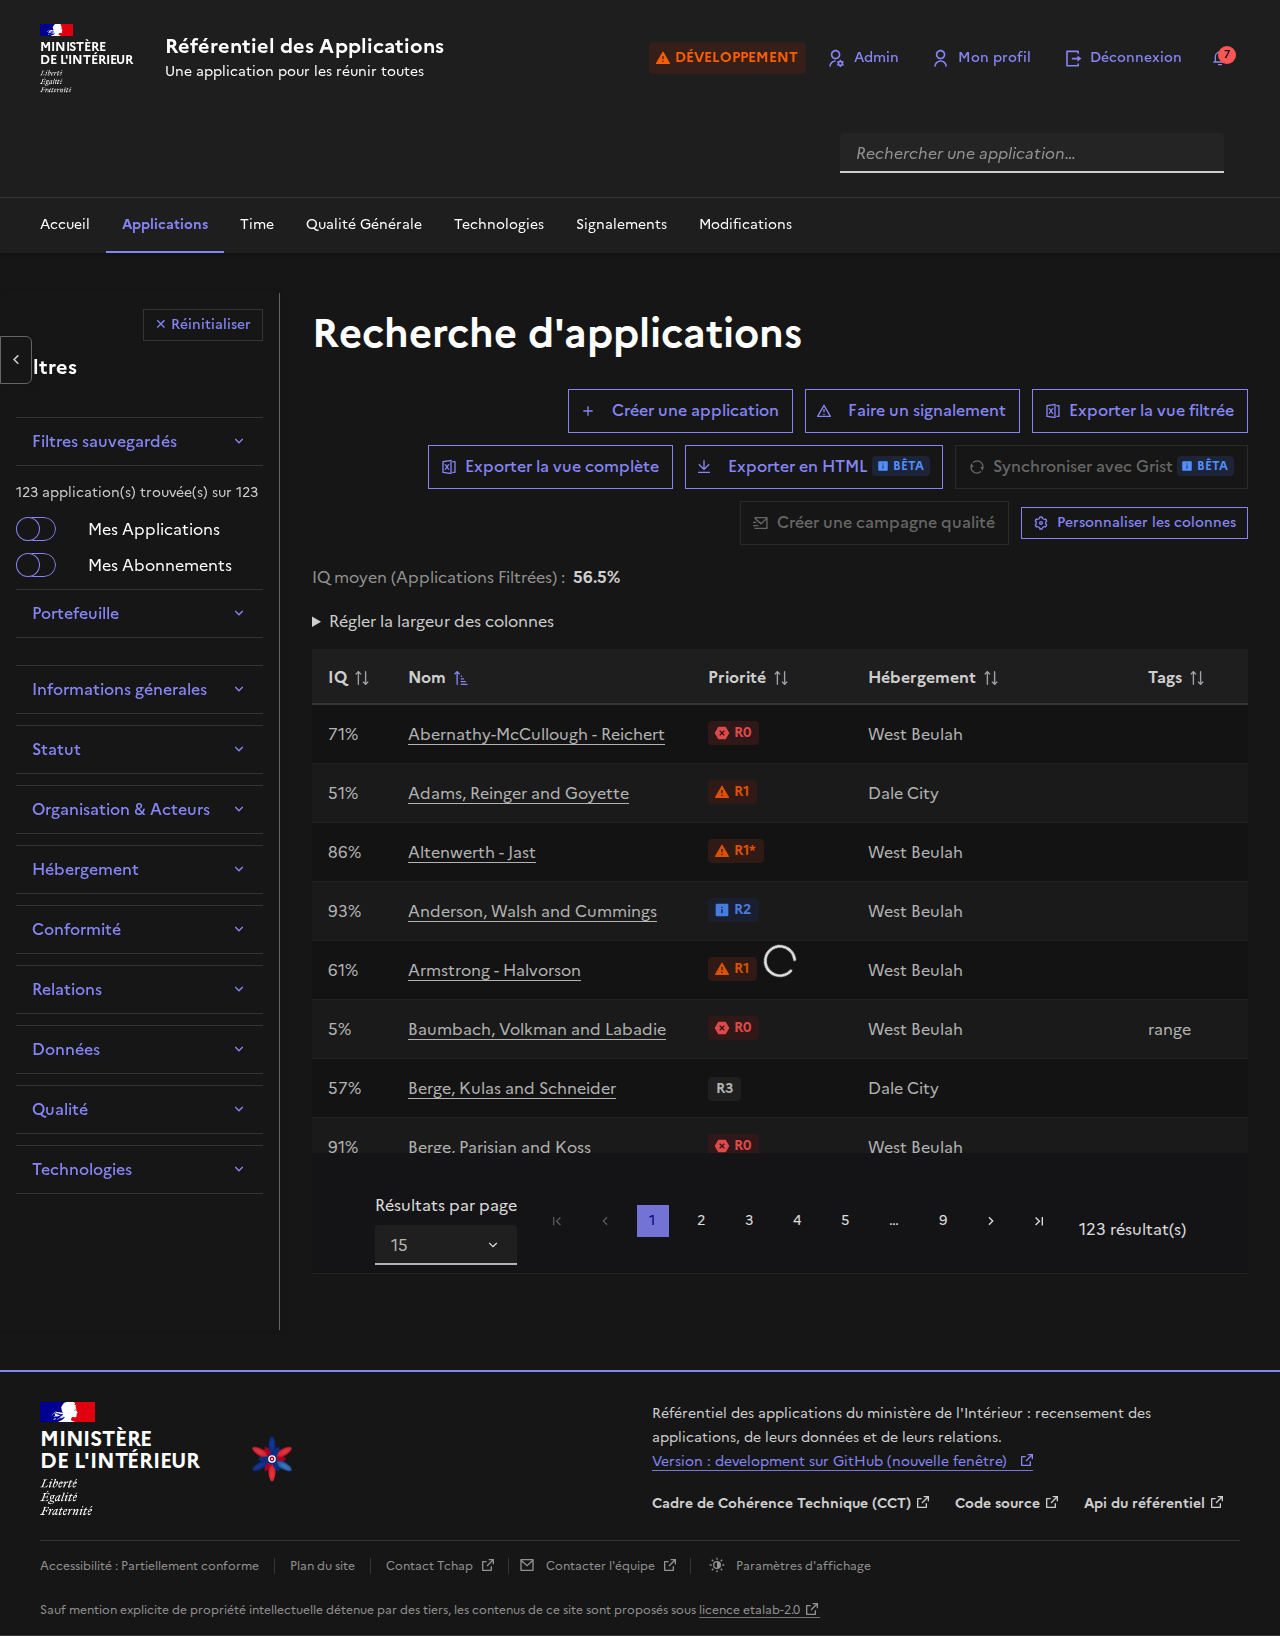 MINISTÈRE
DE L'INTÉRIEUR
Liberté
Égalité
Fraternité
Référentiel des Applications
Une application pour les réunir toutes
DÉVELOPPEMENT
Admin
Mon profil
Déconnexion
7
Rechercher une application…
Accueil
Applications
Time
Qualité Générale
Technologies
Signalements
Modifications
Réinitialiser
ltres
Filtres sauvegardés
123 application(s) trouvée(s) sur 123
Mes Applications
Mes Abonnements
Portefeuille
Informations génerales
Statut
Organisation & Acteurs
Hébergement
Conformité
Relations
Données
Qualité
Technologies
Recherche d'applications
Créer une application
Faire un signalement
Exporter la vue filtrée
Exporter la vue complète
Exporter en HTML BÊTA
Synchroniser avec Grist BÊTA
Créer une campagne qualité
Personnaliser les colonnes
IQ moyen (Applications Filtrées) : 56.5%
Régler la largeur des colonnes
IQ Nom Priorité Hébergement Tags
71% Abernathy-McCullough - Reichert R0 West Beulah
51% Adams, Reinger and Goyette R1 Dale City
86% Altenwerth - Jast R1* West Beulah
93% Anderson, Walsh and Cummings R2 West Beulah
61% Armstrong - Halvorson R1 West Beulah
5% Baumbach, Volkman and Labadie R0 West Beulah range
57% Berge, Kulas and Schneider R3 Dale City
91% Berge, Parisian and Koss R0 West Beulah
Résultats par page
15
1 2 3 4 5 … 9
123 résultat(s)
MINISTÈRE
DE L'INTÉRIEUR
Liberté
Égalité
Fraternité
Référentiel des applications du ministère de l'Intérieur : recensement des
applications, de leurs données et de leurs relations.
Version : development sur GitHub (nouvelle fenêtre)
Cadre de Cohérence Technique (CCT)
Code source
Api du référentiel
Accessibilité : Partiellement conforme
Plan du site
Contact Tchap
Contacter l'équipe
Paramètres d'affichage
Sauf mention explicite de propriété intellectuelle détenue par des tiers, les contenus de ce site sont proposés sous licence etalab-2.0